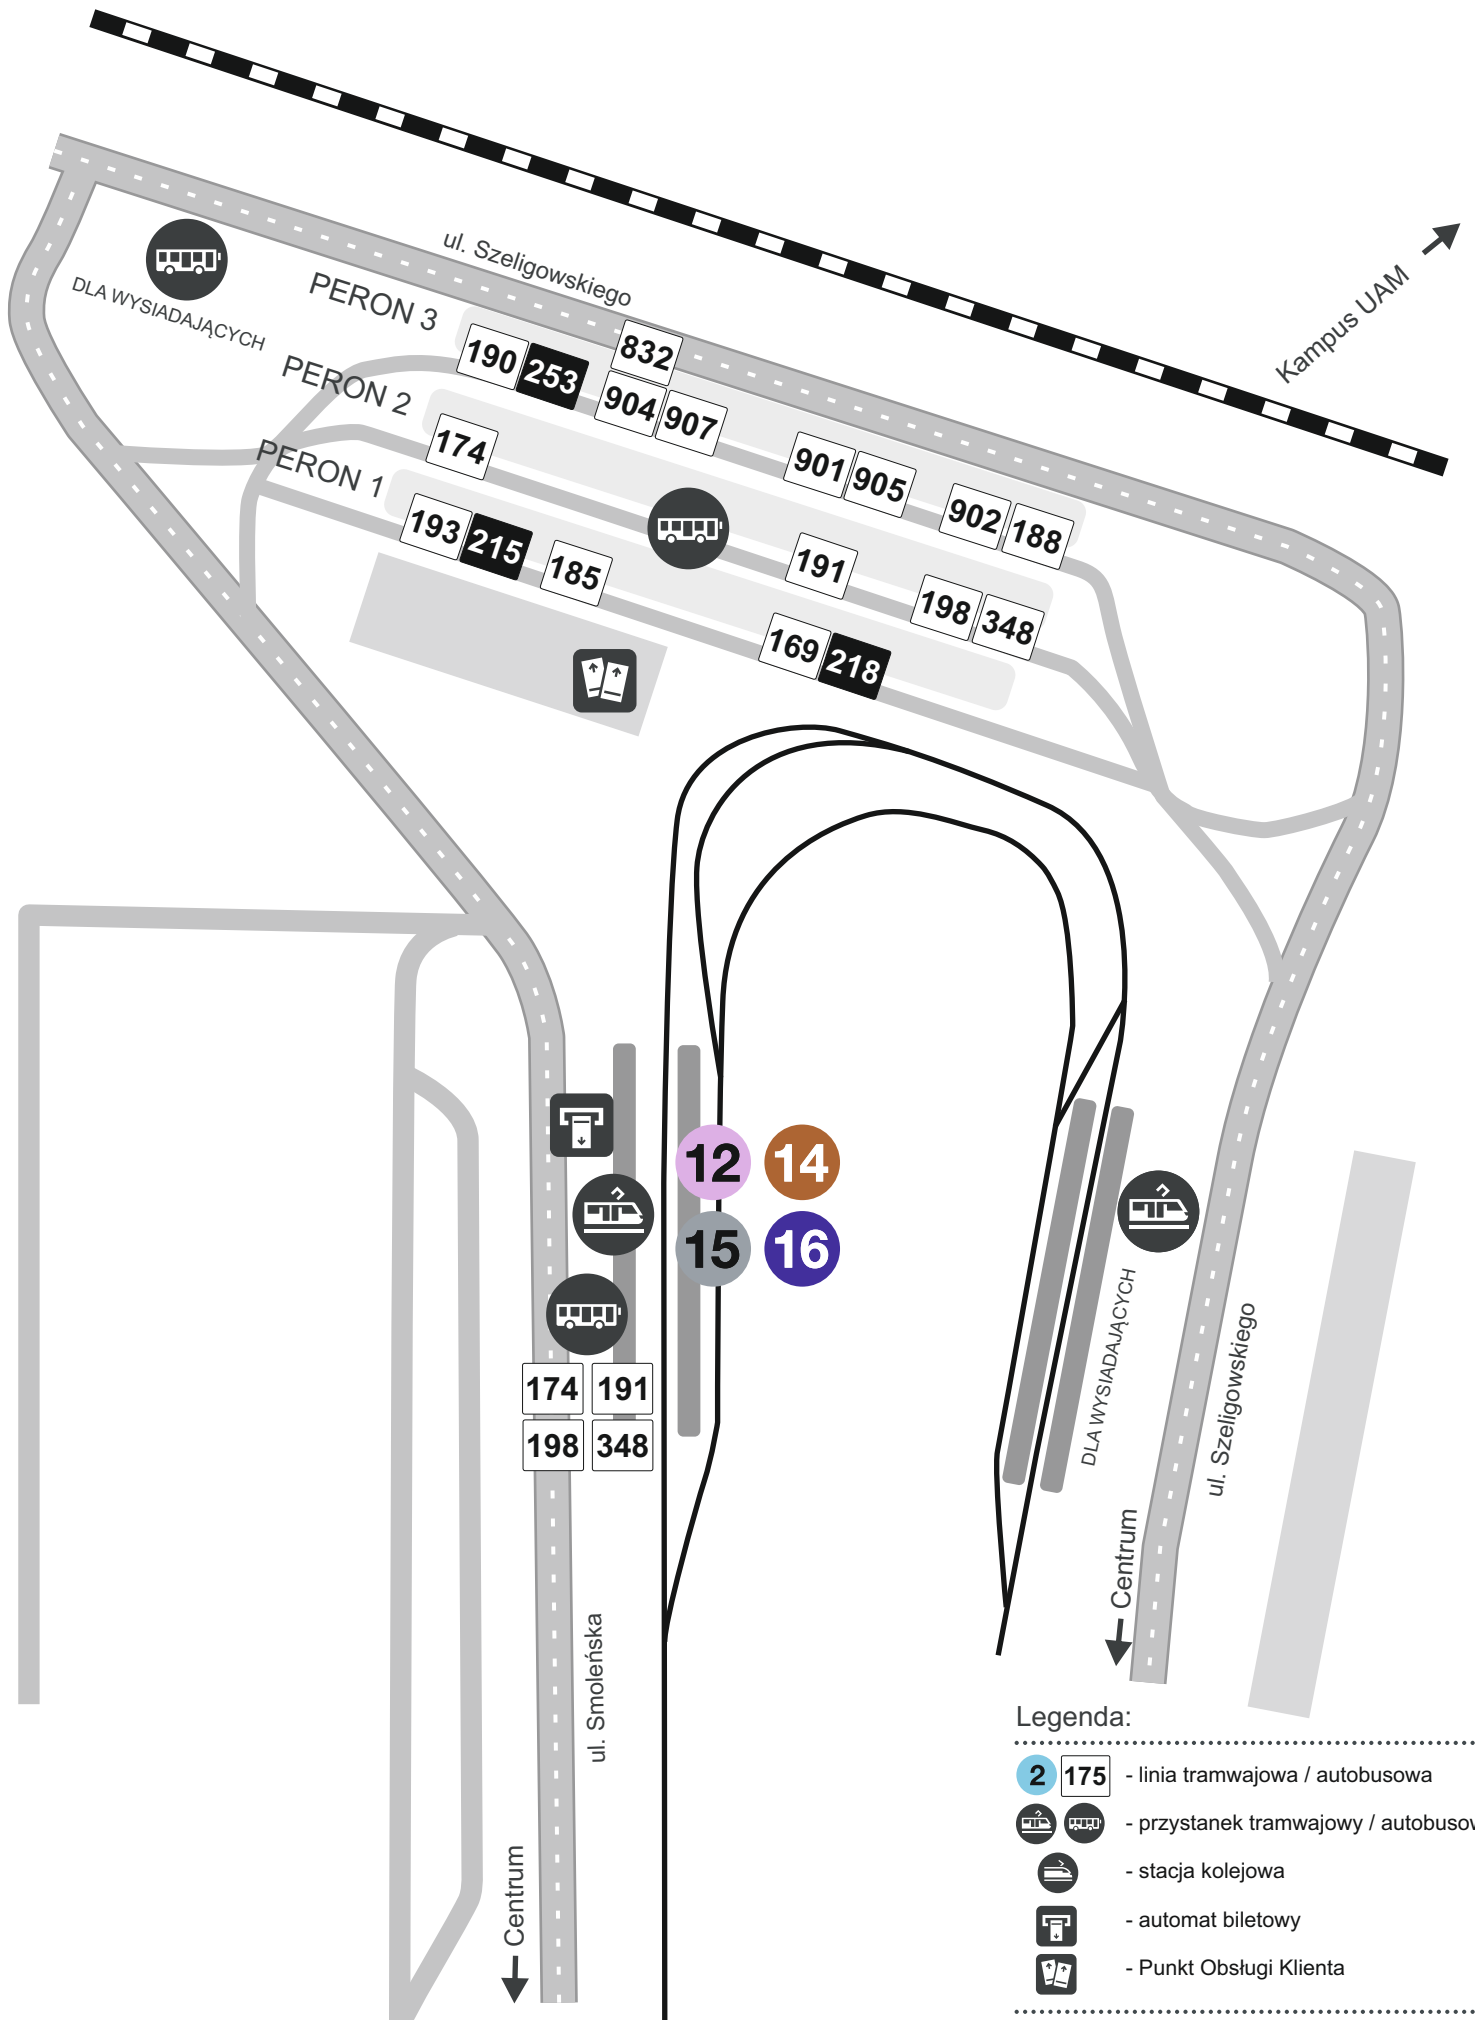 ul. Szeligowskiego
Kampus UAM
DLA WYSIADAJĄCYCH
PERON 3
190 253
832
904 907
901 905
902 188
PERON 2
174
191
198 348
PERON 1
193 215
185
169 218
12 14
15 16
174 191
198 348
DLA WYSIADAJĄCYCH
ul. Szeligowskiego
Centrum
ul. Smoleńska
Centrum
Legenda:
2 175 - linia tramwajowa / autobusowa
- przystanek tramwajowy / autobusow
- stacja kolejowa
- automat biletowy
- Punkt Obsługi Klienta